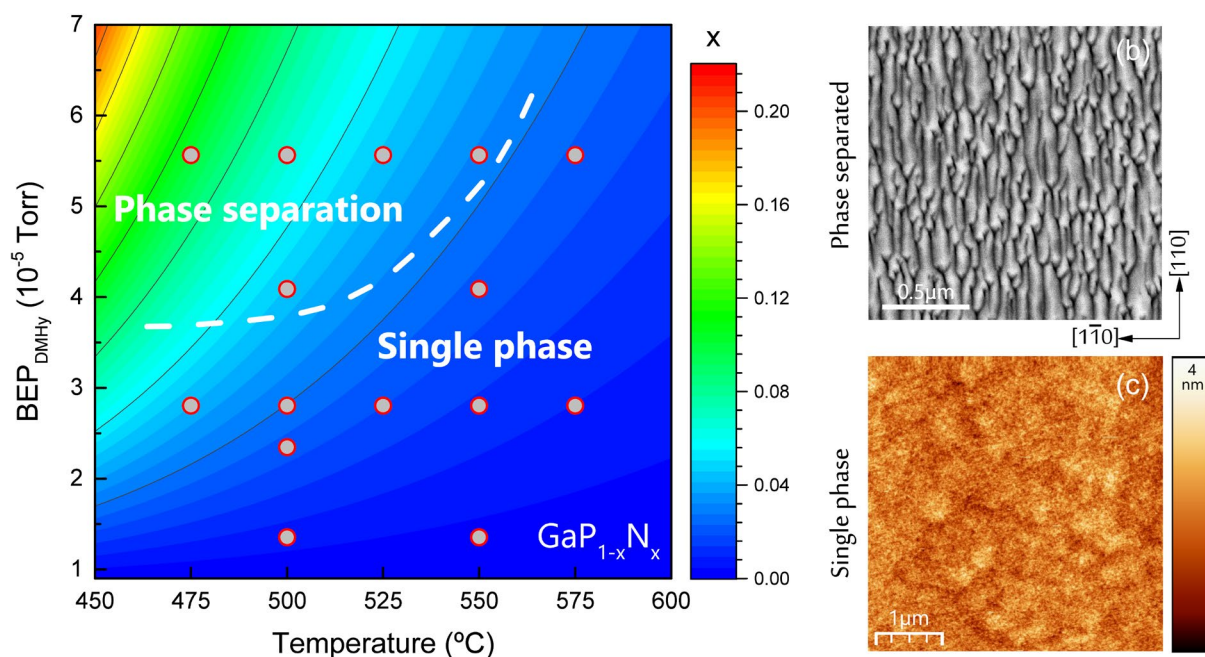 7
6
5
4
3
2
1
BEP_DMHy (10^-5 Torr)
450
475
500
525
550
575
600
Temperature (ºC)
Phase separation
Single phase
GaP_1-xN_x
x
0.20
0.16
0.12
0.08
0.04
0.00
Phase separated
(b)
0.5µm
[110]
[11̅0]
Single phase
(c)
1µm
4
nm